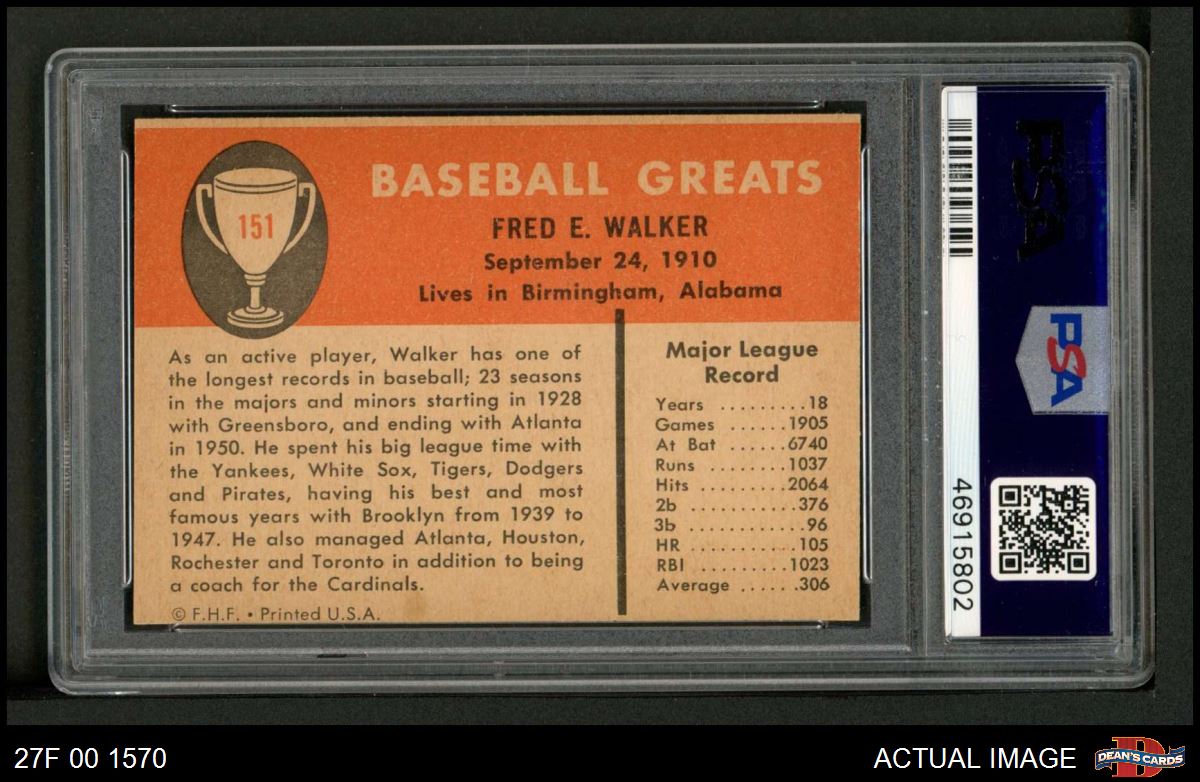 BASEBALL GREATS
151
FRED E. WALKER
September 24, 1910
Lives in Birmingham, Alabama
As an active player, Walker has one of
the longest records in baseball; 23 seasons
in the majors and minors starting in 1928
with Greensboro, and ending with Atlanta
in 1950. He spent his big league time with
the Yankees, White Sox, Tigers, Dodgers
and Pirates, having his best and most
famous years with Brooklyn from 1939 to
1947. He also managed Atlanta, Houston,
Rochester and Toronto in addition to being
a coach for the Cardinals.
© F.H.F. • Printed U.S.A.
Major League
Record
Years .........18
Games ......1905
At Bat ......6740
Runs ........1037
Hits .........2064
2b ...........376
3b ............96
HR ...........105
RBI .........1023
Average ......306
PSA
PSA
46915802
27F 00 1570
ACTUAL IMAGE
D
DEAN'S CARDS